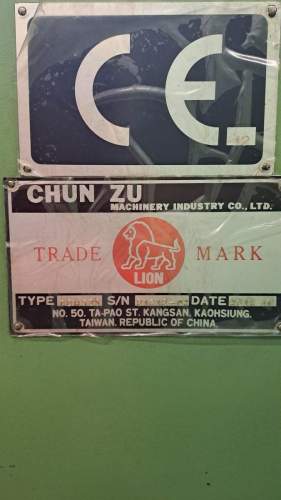 CE
CHUN ZU
MACHINERY INDUSTRY CO., LTD.
TRADE MARK
LION
TYPE S/N DATE
NO. 50. TA-PAO ST. KANGSAN, KAOHSIUNG.
TAIWAN. REPUBLIC OF CHINA